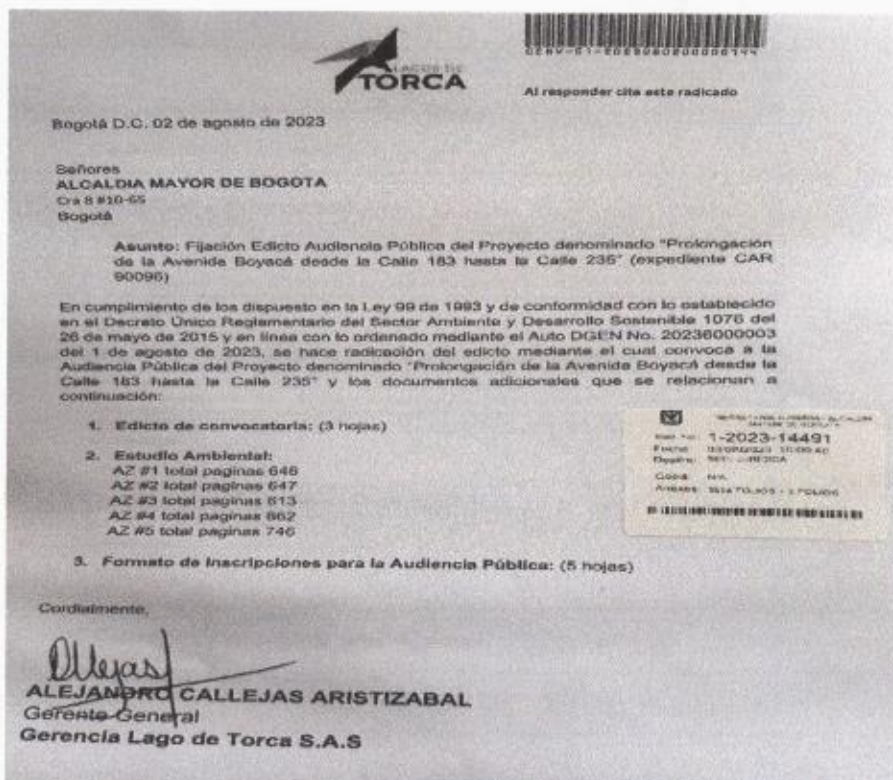 LAGOS DE
TORCA
Al responder cite este radicado
Bogotá D.C. 02 de agosto de 2023
Señores
ALCALDIA MAYOR DE BOGOTA
Cra 8 #10-65
Bogotá
Asunto: Fijación Edicto Audiencia Pública del Proyecto denominado "Prolongación
de la Avenida Boyacá desde la Calle 183 hasta la Calle 235" (expediente CAR
90096)
En cumplimiento de los dispuesto en la Ley 99 de 1993 y de conformidad con lo establecido
en el Decreto Único Reglamentario del Sector Ambiente y Desarrollo Sostenible 1076 del
26 de mayo de 2015 y en línea con lo ordenado mediante el Auto DGEN No. 20236000003
del 1 de agosto de 2023, se hace radicación del edicto mediante el cual convoca a la
Audiencia Pública del Proyecto denominado "Prolongación de la Avenida Boyacá desde la
Calle 183 hasta la Calle 235" y los documentos adicionales que se relacionan a
continuación:
1. Edicto de convocatoria: (3 hojas)
2. Estudio Ambiental:
AZ #1 total paginas 646
AZ #2 total paginas 647
AZ #3 total paginas 613
AZ #4 total paginas 862
AZ #5 total paginas 746
1-2023-14491
3. Formato de Inscripciones para la Audiencia Pública: (5 hojas)
Cordialmente,
ALEJANDRO CALLEJAS ARISTIZABAL
Gerente General
Gerencia Lago de Torca S.A.S